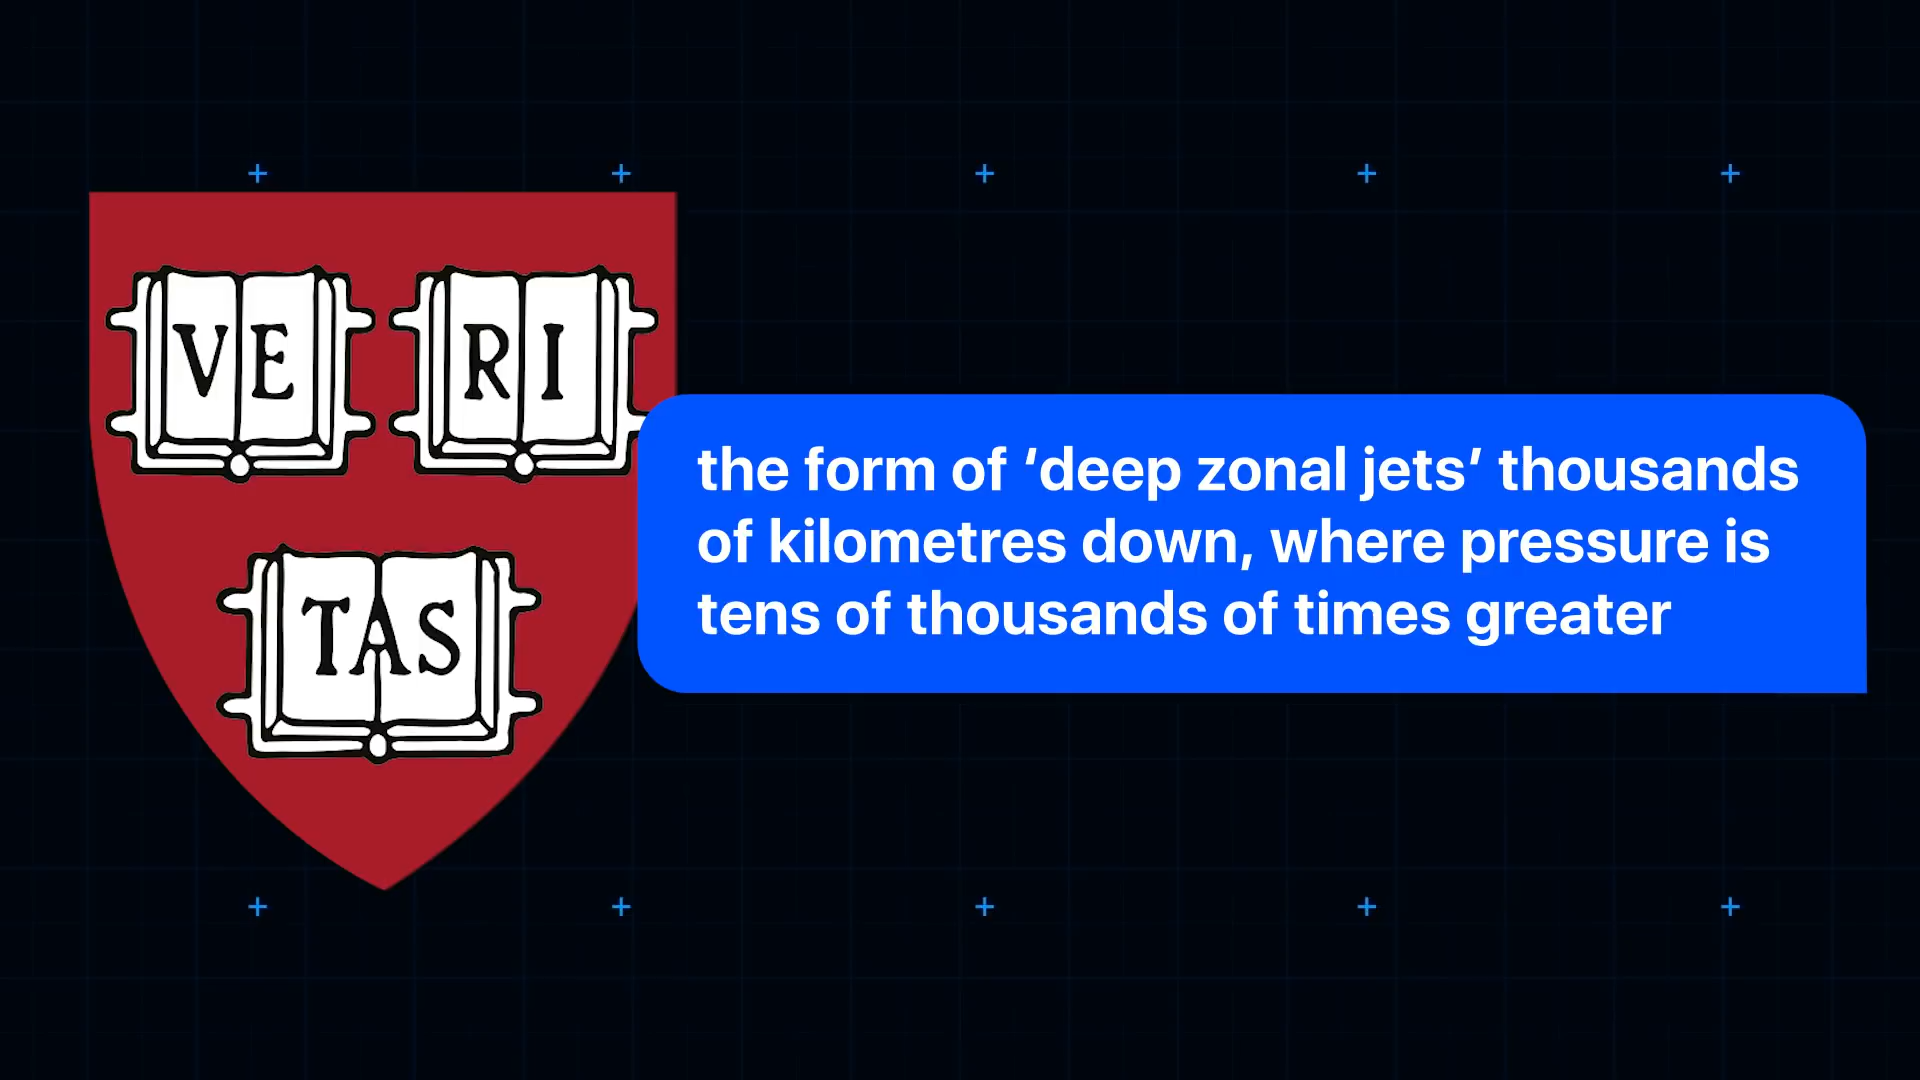 VE RI
TAS
the form of ‘deep zonal jets’ thousands
of kilometres down, where pressure is
tens of thousands of times greater